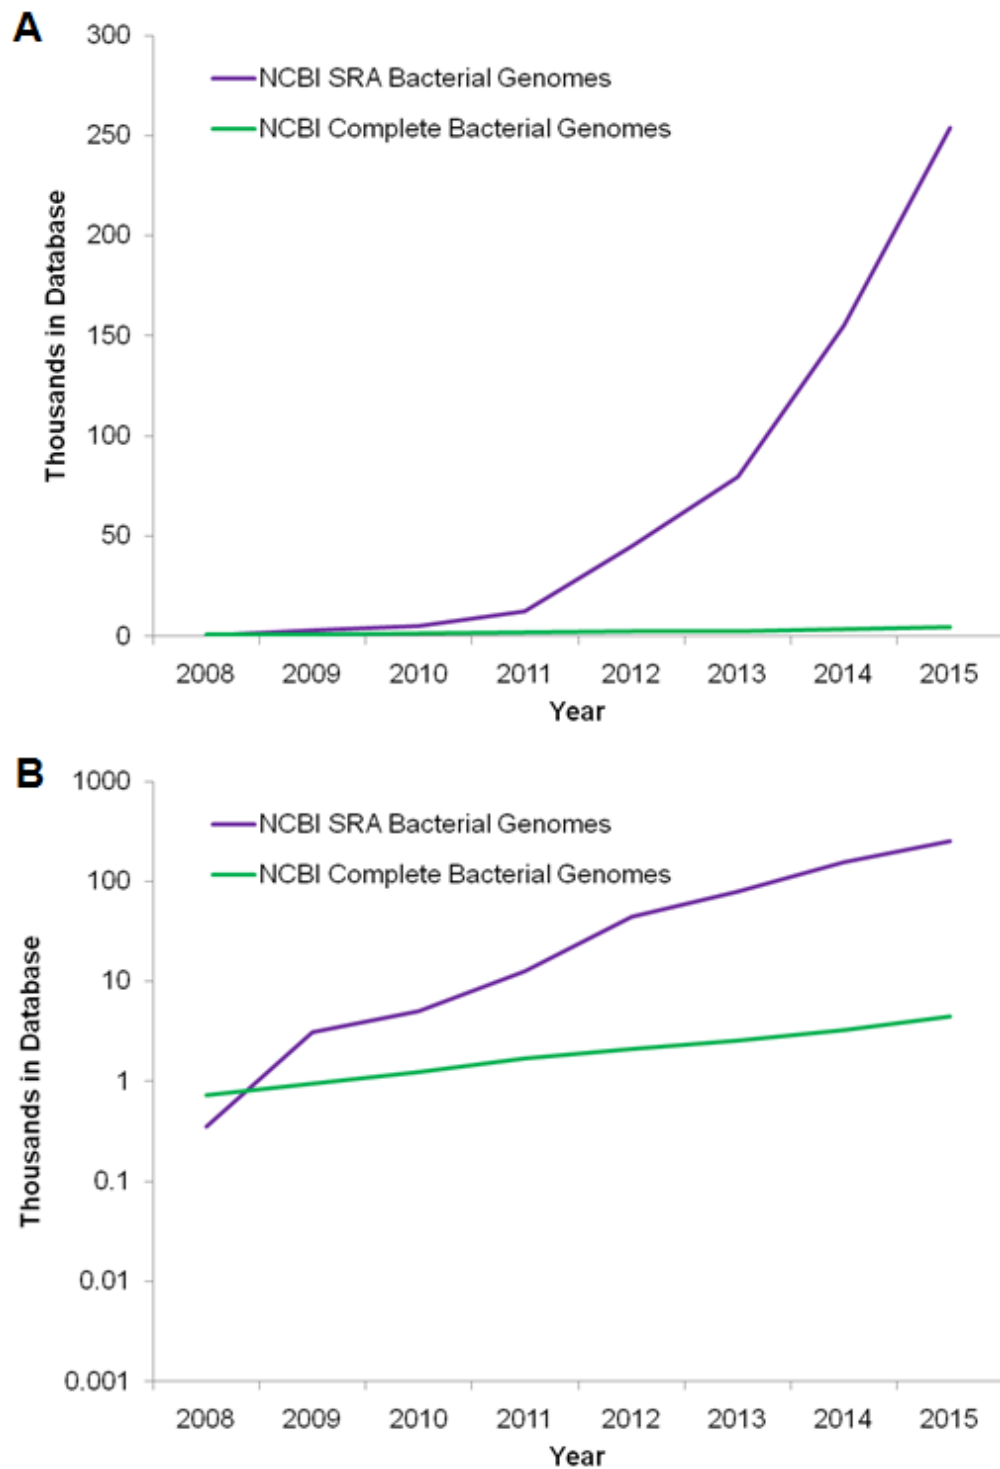 A
300
NCBI SRA Bacterial Genomes
NCBI Complete Bacterial Genomes
250
200
150
100
50
0
Thousands in Database
2008 2009 2010 2011 2012 2013 2014 2015
Year
B
1000
NCBI SRA Bacterial Genomes
NCBI Complete Bacterial Genomes
100
10
1
0.1
0.01
0.001
Thousands in Database
2008 2009 2010 2011 2012 2013 2014 2015
Year